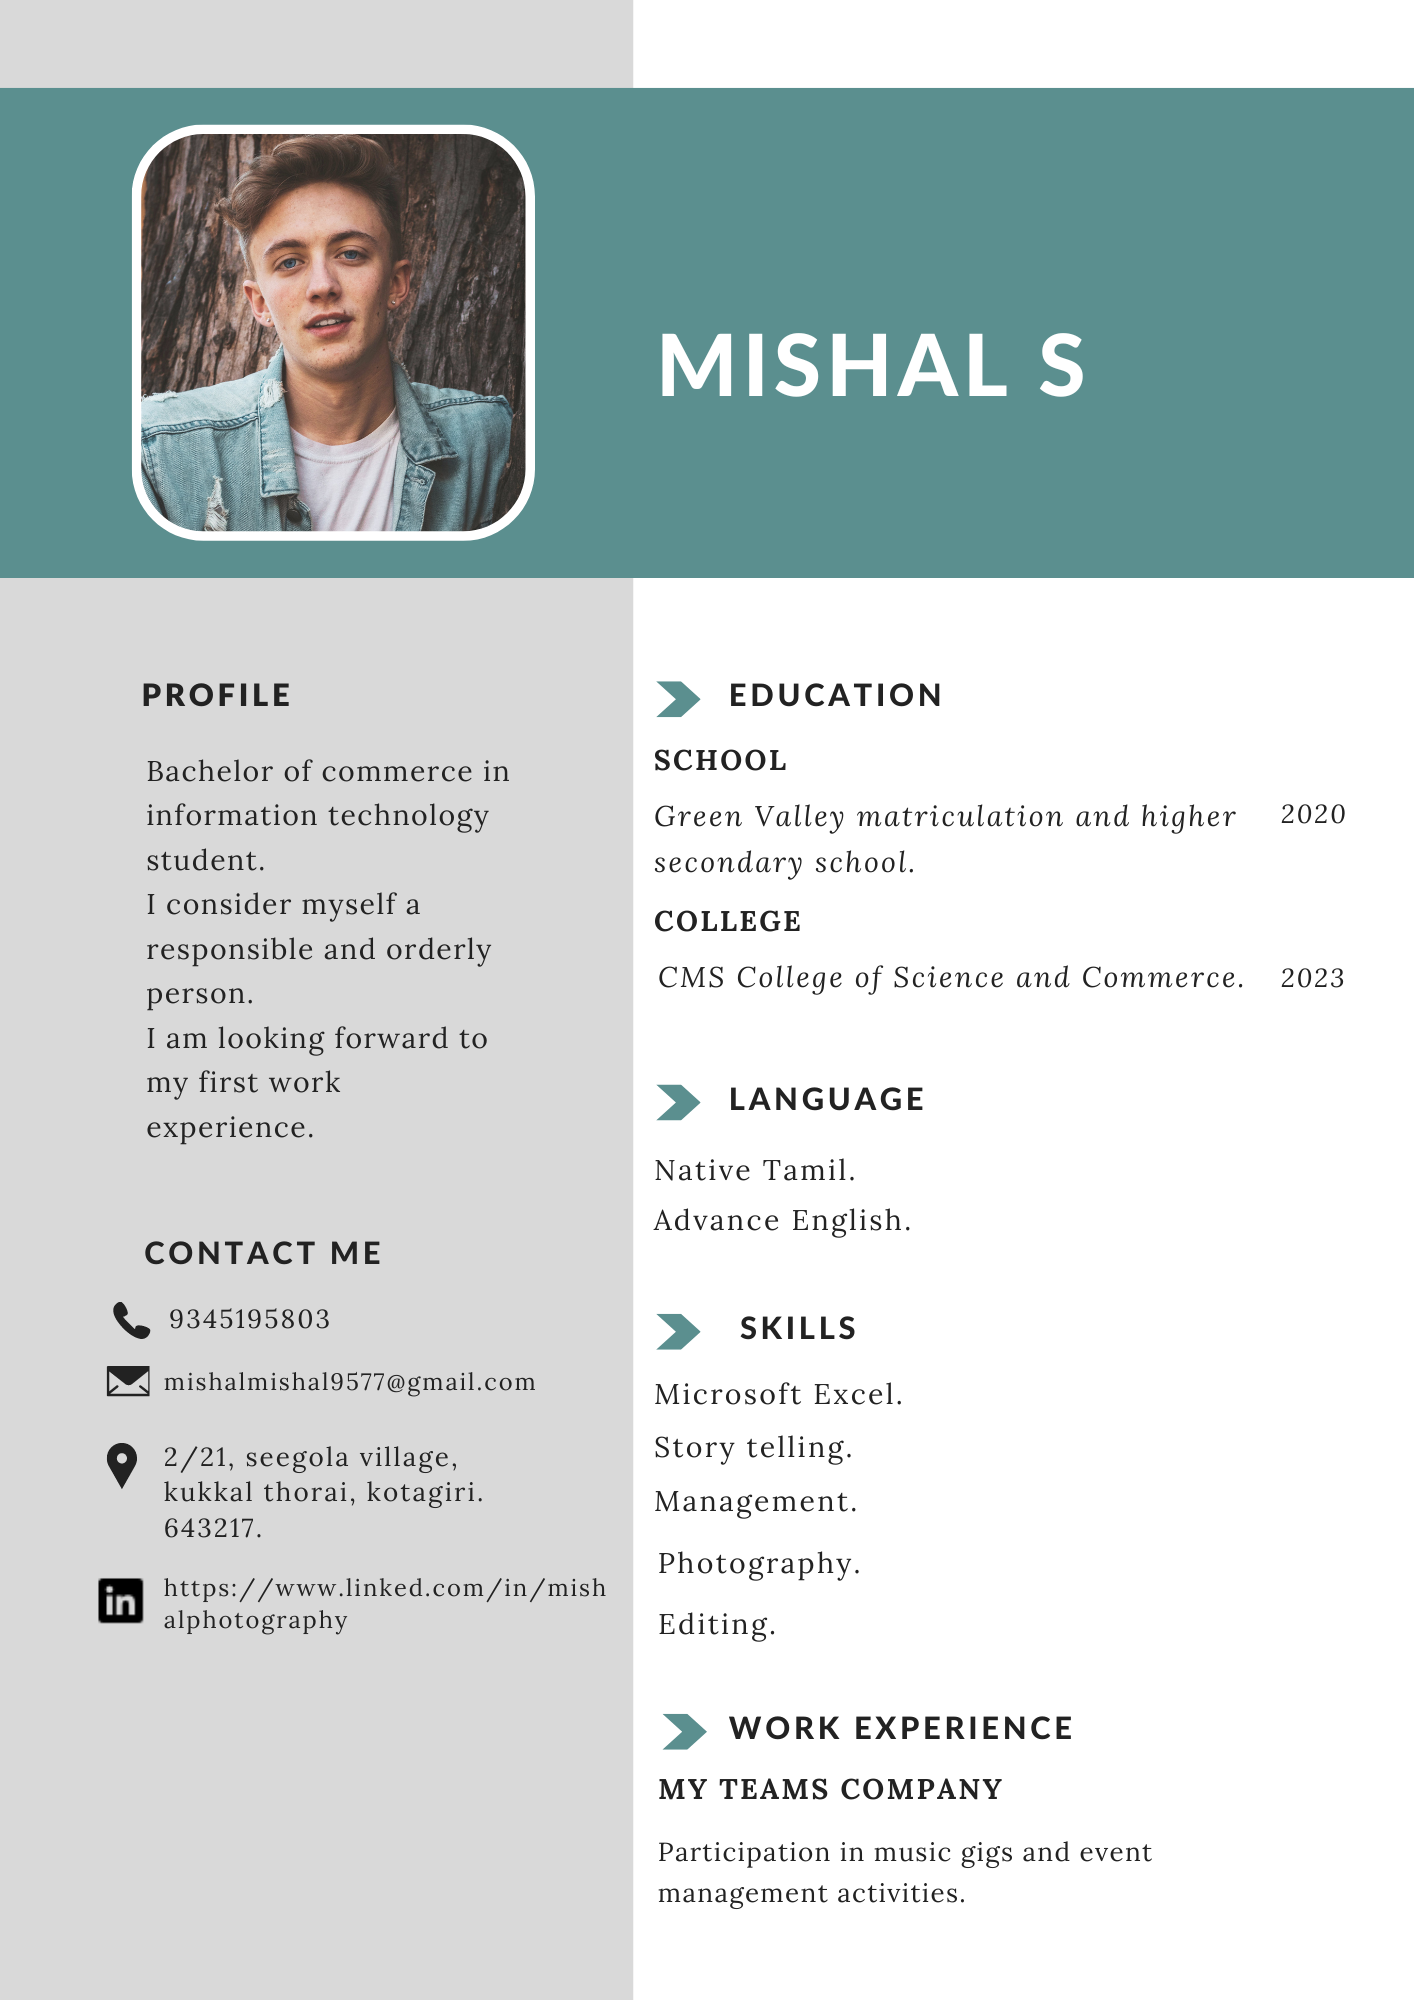 MISHAL S
PROFILE
Bachelor of commerce in
information technology
student.
I consider myself a
responsible and orderly
person.
I am looking forward to
my first work
experience.
CONTACT ME
9345195803
mishalmishal9577@gmail.com
2/21, seegola village,
kukkal thorai, kotagiri.
643217.
in
https://www.linked.com/in/mish
alphotography
EDUCATION
SCHOOL
Green Valley matriculation and higher 2020
secondary school.
COLLEGE
CMS College of Science and Commerce. 2023
LANGUAGE
Native Tamil.
Advance English.
SKILLS
Microsoft Excel.
Story telling.
Management.
Photography.
Editing.
WORK EXPERIENCE
MY TEAMS COMPANY
Participation in music gigs and event
management activities.